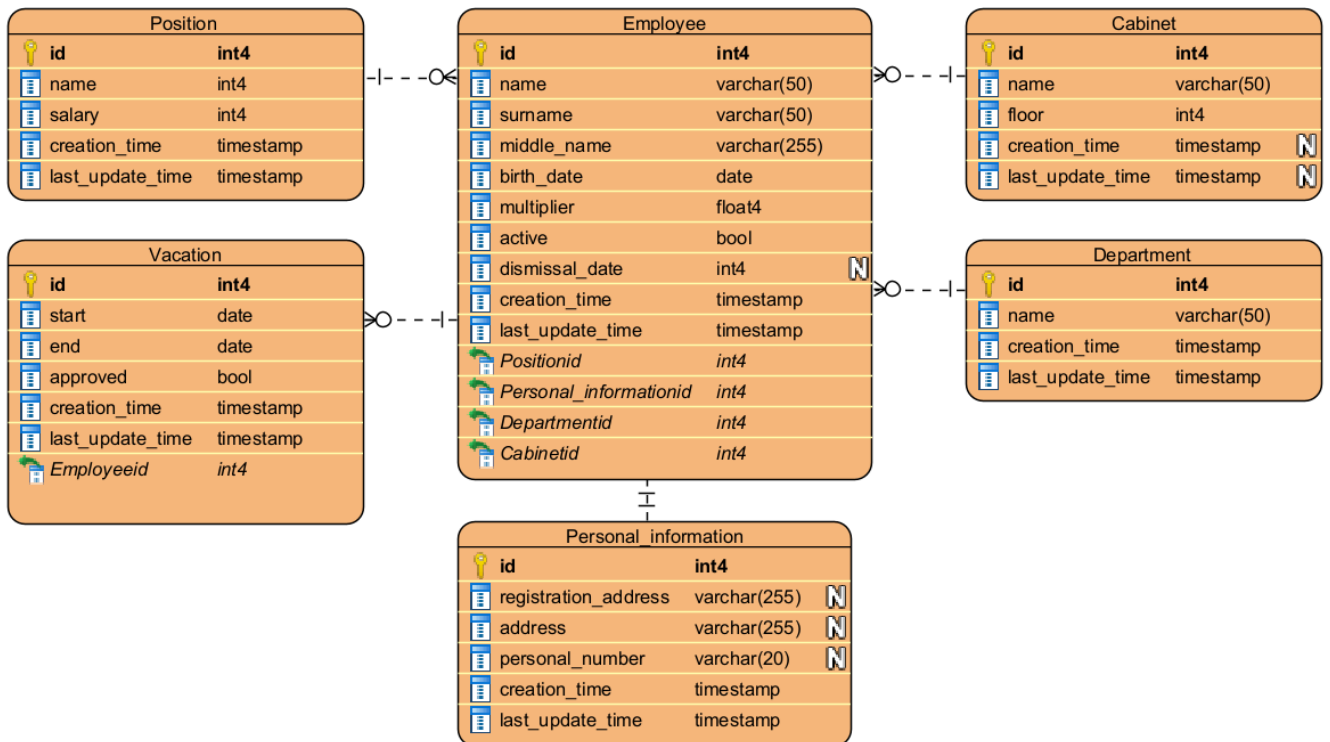 Position
id int4
name int4
salary int4
creation_time timestamp
last_update_time timestamp
Employee
id int4
name varchar(50)
surname varchar(50)
middle_name varchar(255)
birth_date date
multiplier float4
active bool
dismissal_date int4 N
creation_time timestamp
last_update_time timestamp
Positionid int4
Personal_informationid int4
Departmentid int4
Cabinetid int4
Cabinet
id int4
name varchar(50)
floor int4
creation_time timestamp N
last_update_time timestamp N
Vacation
id int4
start date
end date
approved bool
creation_time timestamp
last_update_time timestamp
Employeeid int4
Department
id int4
name varchar(50)
creation_time timestamp
last_update_time timestamp
Personal_information
id int4
registration_address varchar(255) N
address varchar(255) N
personal_number varchar(20) N
creation_time timestamp
last_update_time timestamp